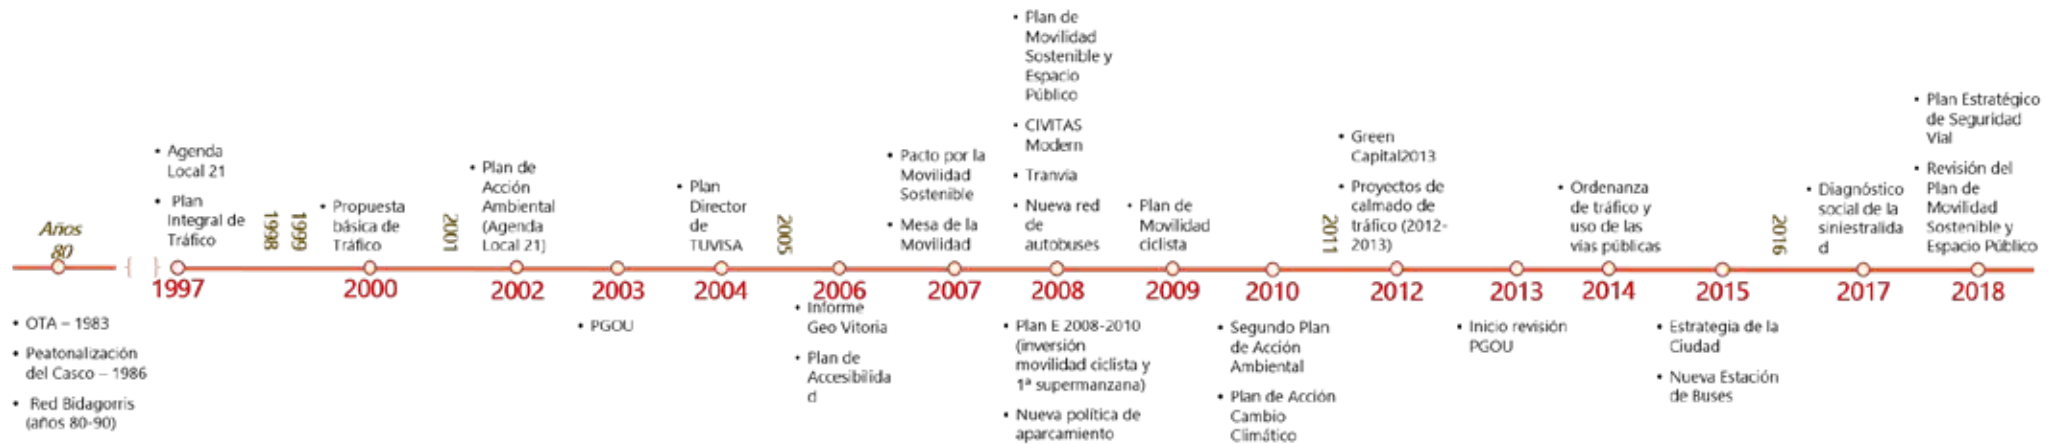 Años
80
• OTA – 1983
• Peatonalización
del Casco – 1986
• Red Bidagorris
(años 80-90)
• Agenda
Local 21
• Plan
Integral de
Tráfico
1997
1998
1999
• Propuesta
básica de
Tráfico
2000
2001
• Plan de
Acción
Ambiental
(Agenda
Local 21)
2002
2003
• PGOU
• Plan
Director
de
TUVISA
2004
2005
2006
• Informe
Geo Vitoria
• Plan de
Accesibilida
d
• Pacto por la
Movilidad
Sostenible
• Mesa de la
Movilidad
2007
• Plan de
Movilidad
Sostenible y
Espacio
Público
• CIVITAS
Modern
• Tranvía
• Nueva red
de
autobuses
2008
• Plan E 2008-2010
(inversión
movilidad ciclista y
1ª supermanzana)
• Nueva política de
aparcamiento
• Plan de
Movilidad
ciclista
2009
2010
• Segundo Plan
de Acción
Ambiental
• Plan de Acción
Cambio
Climático
2011
• Green
Capital2013
• Proyectos de
calmado de
tráfico (2012-
2013)
2012
2013
• Inicio revisión
PGOU
• Ordenanza
de tráfico y
uso de las
vías públicas
2014
2015
• Estrategia de la
Ciudad
• Nueva Estación
de Buses
2016
• Diagnóstico
social de la
siniestralida
d
2017
• Plan Estratégico
de Seguridad
Vial
• Revisión del
Plan de
Movilidad
Sostenible y
Espacio Público
2018